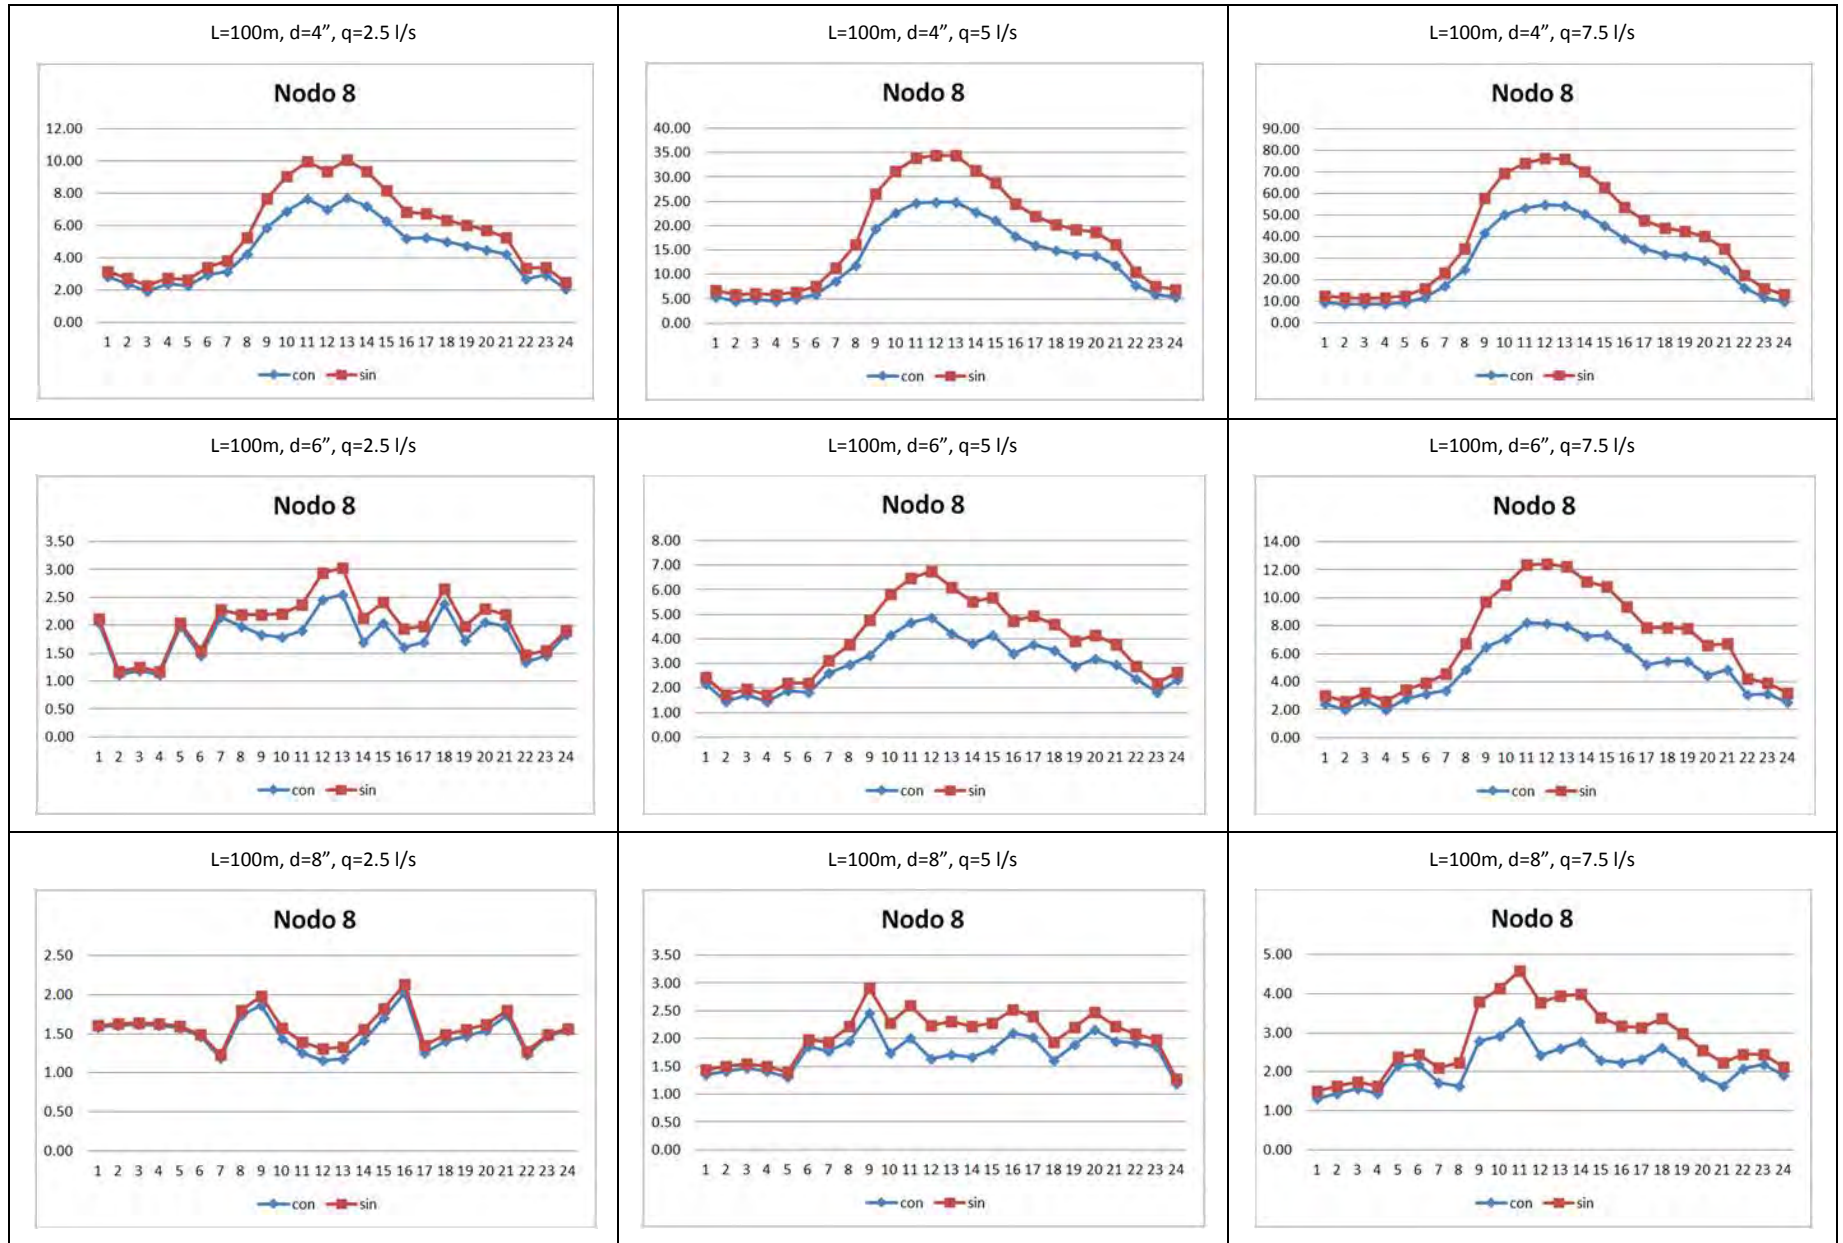 L=100m, d=4”, q=2.5 l/s
Nodo 8
12.00
10.00
8.00
6.00
4.00
2.00
0.00
1 2 3 4 5 6 7 8 9 10 11 12 13 14 15 16 17 18 19 20 21 22 23 24
con sin
L=100m, d=4”, q=5 l/s
Nodo 8
40.00
35.00
30.00
25.00
20.00
15.00
10.00
5.00
0.00
1 2 3 4 5 6 7 8 9 10 11 12 13 14 15 16 17 18 19 20 21 22 23 24
con sin
L=100m, d=4”, q=7.5 l/s
Nodo 8
90.00
80.00
70.00
60.00
50.00
40.00
30.00
20.00
10.00
0.00
1 2 3 4 5 6 7 8 9 10 11 12 13 14 15 16 17 18 19 20 21 22 23 24
con sin
L=100m, d=6”, q=2.5 l/s
Nodo 8
3.50
3.00
2.50
2.00
1.50
1.00
0.50
0.00
1 2 3 4 5 6 7 8 9 10 11 12 13 14 15 16 17 18 19 20 21 22 23 24
con sin
L=100m, d=6”, q=5 l/s
Nodo 8
8.00
7.00
6.00
5.00
4.00
3.00
2.00
1.00
0.00
1 2 3 4 5 6 7 8 9 10 11 12 13 14 15 16 17 18 19 20 21 22 23 24
con sin
L=100m, d=6”, q=7.5 l/s
Nodo 8
14.00
12.00
10.00
8.00
6.00
4.00
2.00
0.00
1 2 3 4 5 6 7 8 9 10 11 12 13 14 15 16 17 18 19 20 21 22 23 24
con sin
L=100m, d=8”, q=2.5 l/s
Nodo 8
2.50
2.00
1.50
1.00
0.50
0.00
1 2 3 4 5 6 7 8 9 10 11 12 13 14 15 16 17 18 19 20 21 22 23 24
con sin
L=100m, d=8”, q=5 l/s
Nodo 8
3.50
3.00
2.50
2.00
1.50
1.00
0.50
0.00
1 2 3 4 5 6 7 8 9 10 11 12 13 14 15 16 17 18 19 20 21 22 23 24
con sin
L=100m, d=8”, q=7.5 l/s
Nodo 8
5.00
4.00
3.00
2.00
1.00
0.00
1 2 3 4 5 6 7 8 9 10 11 12 13 14 15 16 17 18 19 20 21 22 23 24
con sin